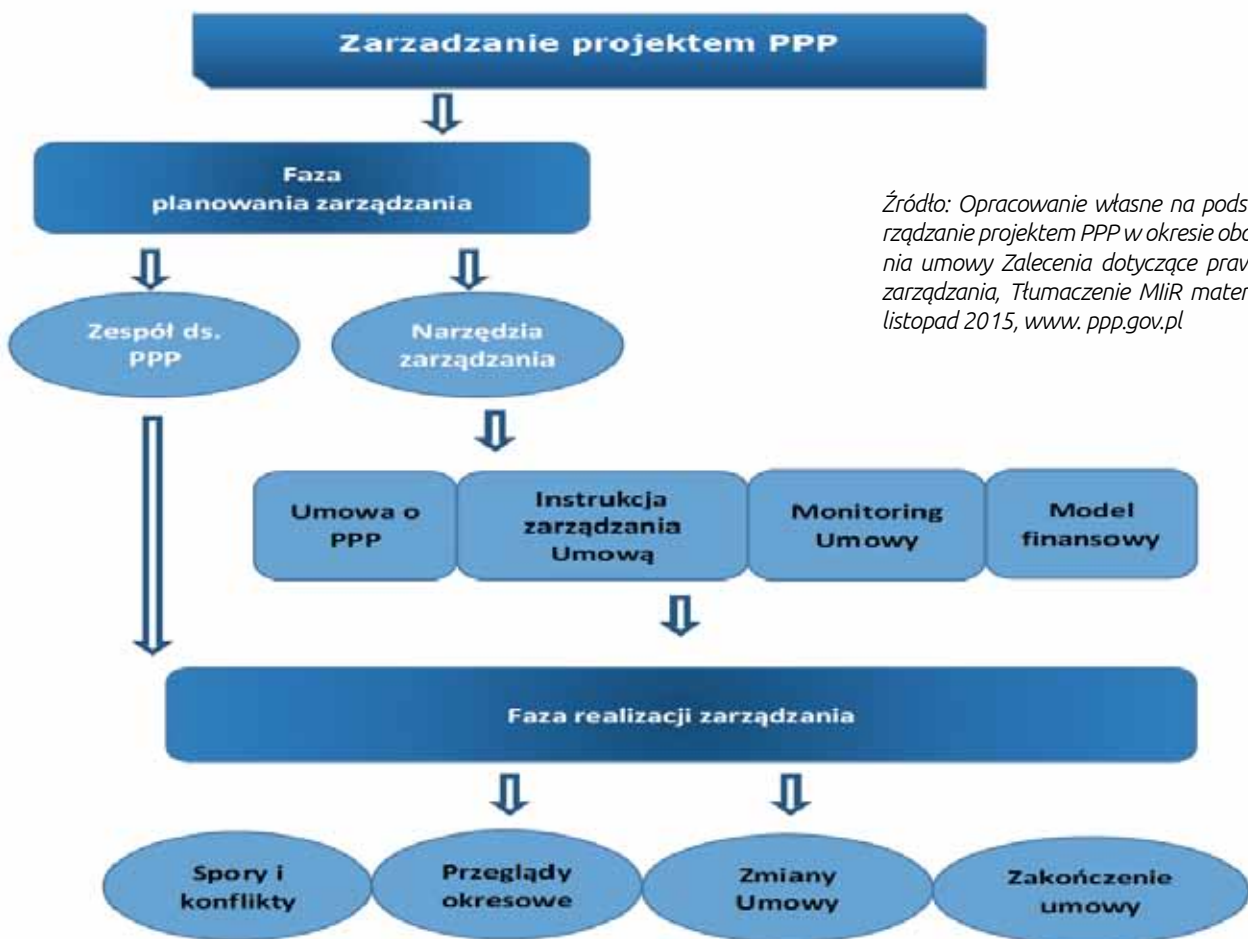 Zarzadzanie projektem PPP
Faza
planowania zarządzania
Źródło: Opracowanie własne na pods
rządzanie projektem PPP w okresie obo
nia umowy Zalecenia dotyczące praw
zarządzania, Tłumaczenie MIiR mater
listopad 2015, www. ppp.gov.pl
Zespół ds.
PPP
Narzędzia
zarządzania
Umowa o
PPP
Instrukcja
zarządzania
Umową
Monitoring
Umowy
Model
finansowy
Faza realizacji zarządzania
Spory i
konflikty
Przeglądy
okresowe
Zmiany
Umowy
Zakończenie
umowy